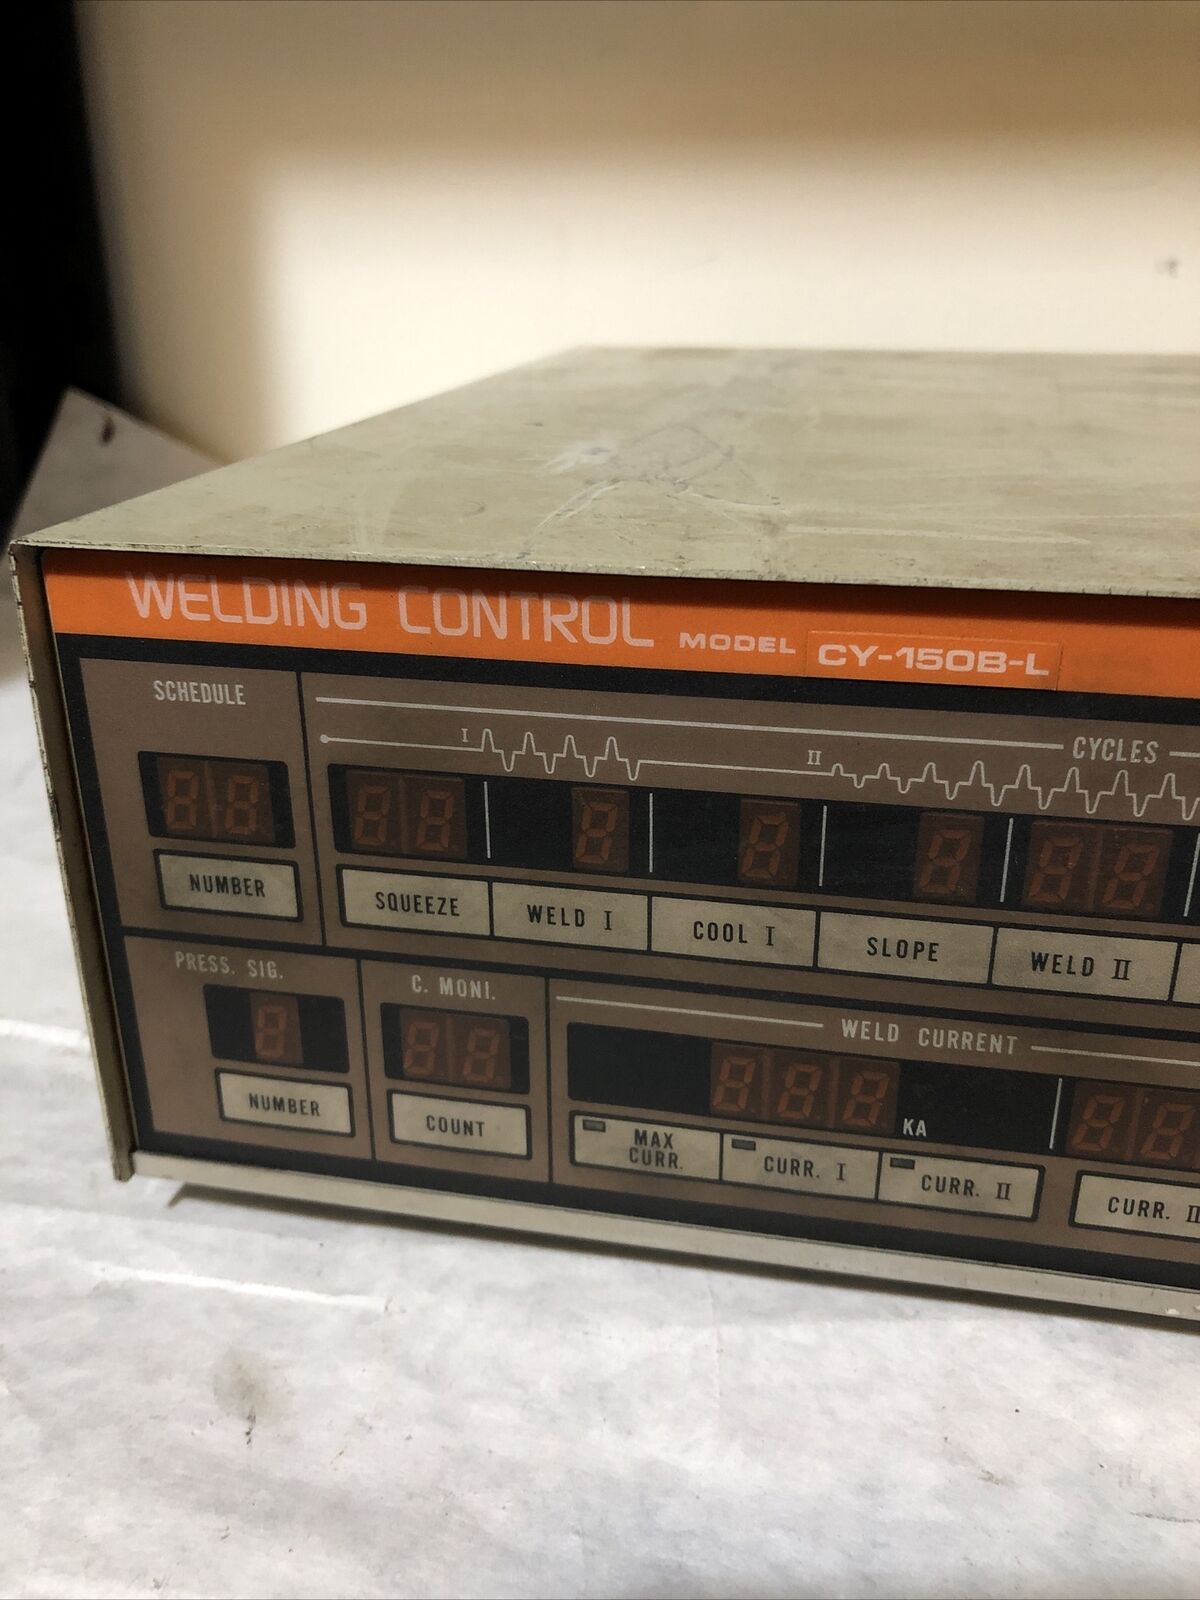 WELDING CONTROL MODEL CY-150B-L
SCHEDULE
CYCLES
I
II
NUMBER
SQUEEZE
WELD I
COOL I
SLOPE
WELD II
PRESS. SIG.
C. MONI.
WELD CURRENT
KA
NUMBER
COUNT
MAX
CURR.
CURR. I
CURR. II
CURR. II